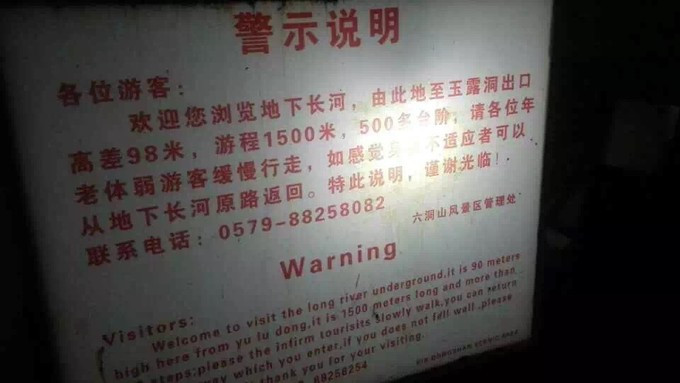 警示说明
各位游客：
欢迎您浏览地下长河，由此地至玉露洞出口
高差98米，游程1500米，500多台阶，请各位年
老体弱游客缓慢行走，如感觉 不适应者可以
从地下长河原路返回。特此说明，谨谢光临！
联系电话：0579-88258082
六洞山风景区管理处
Warning
Visitors:
Welcome to visit the long river underground,it is 90 meters
high here from yu lu dong,it is 1500 meters long and more than
steps;please the infirm tourisits slowly walk,you can return
way which you enter,if you does not fell well ,please
thank you for your visiting.
88258254